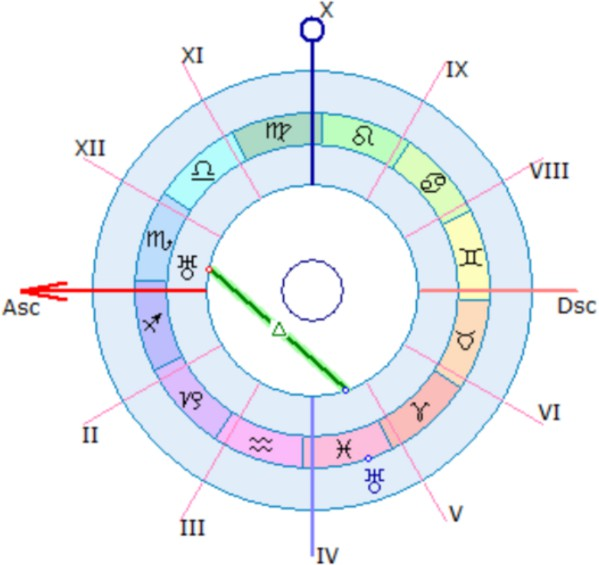 X
XI
IX
XII
VIII
♍
♌
♎
♋
♏
♅
♊
Asc
Dsc
△
♐
♉
♑
♈
II
VI
♒
♓
♅
III
V
IV